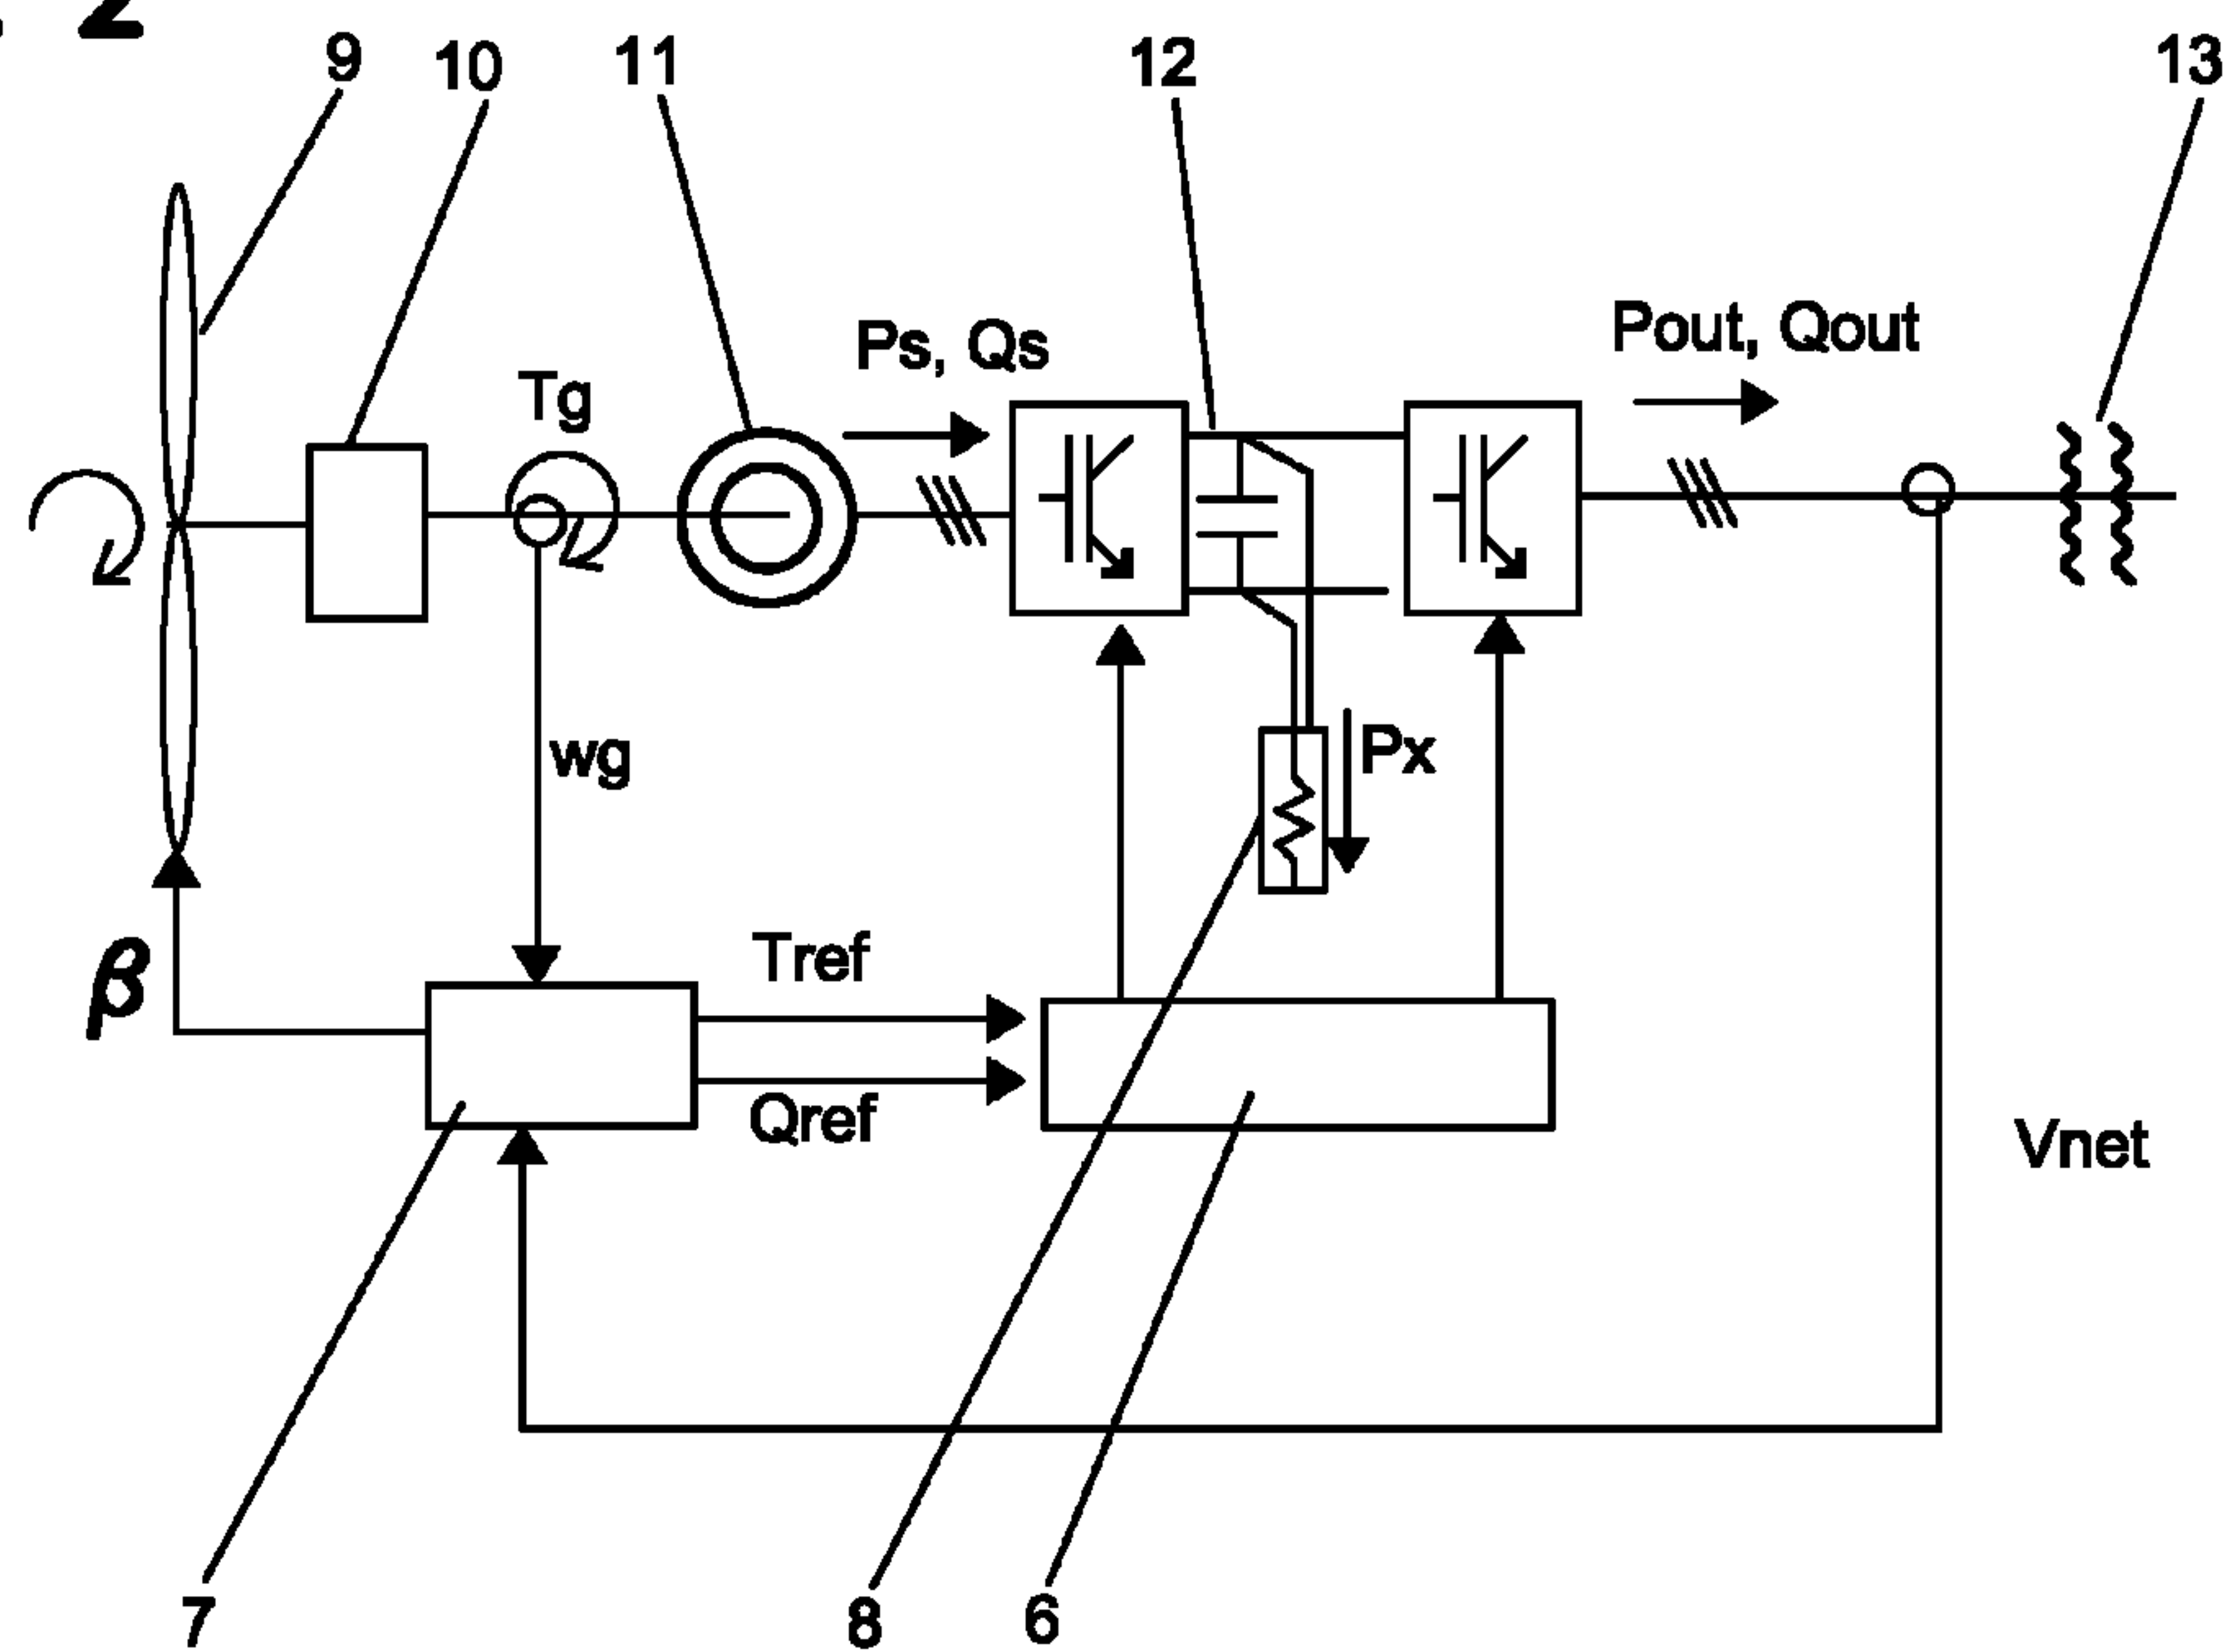 2
9 10 11 12 13
Ps, Qs
Pout, Qout
Tg
wg
Px
Tref
β
Qref
Vnet
7 8 6